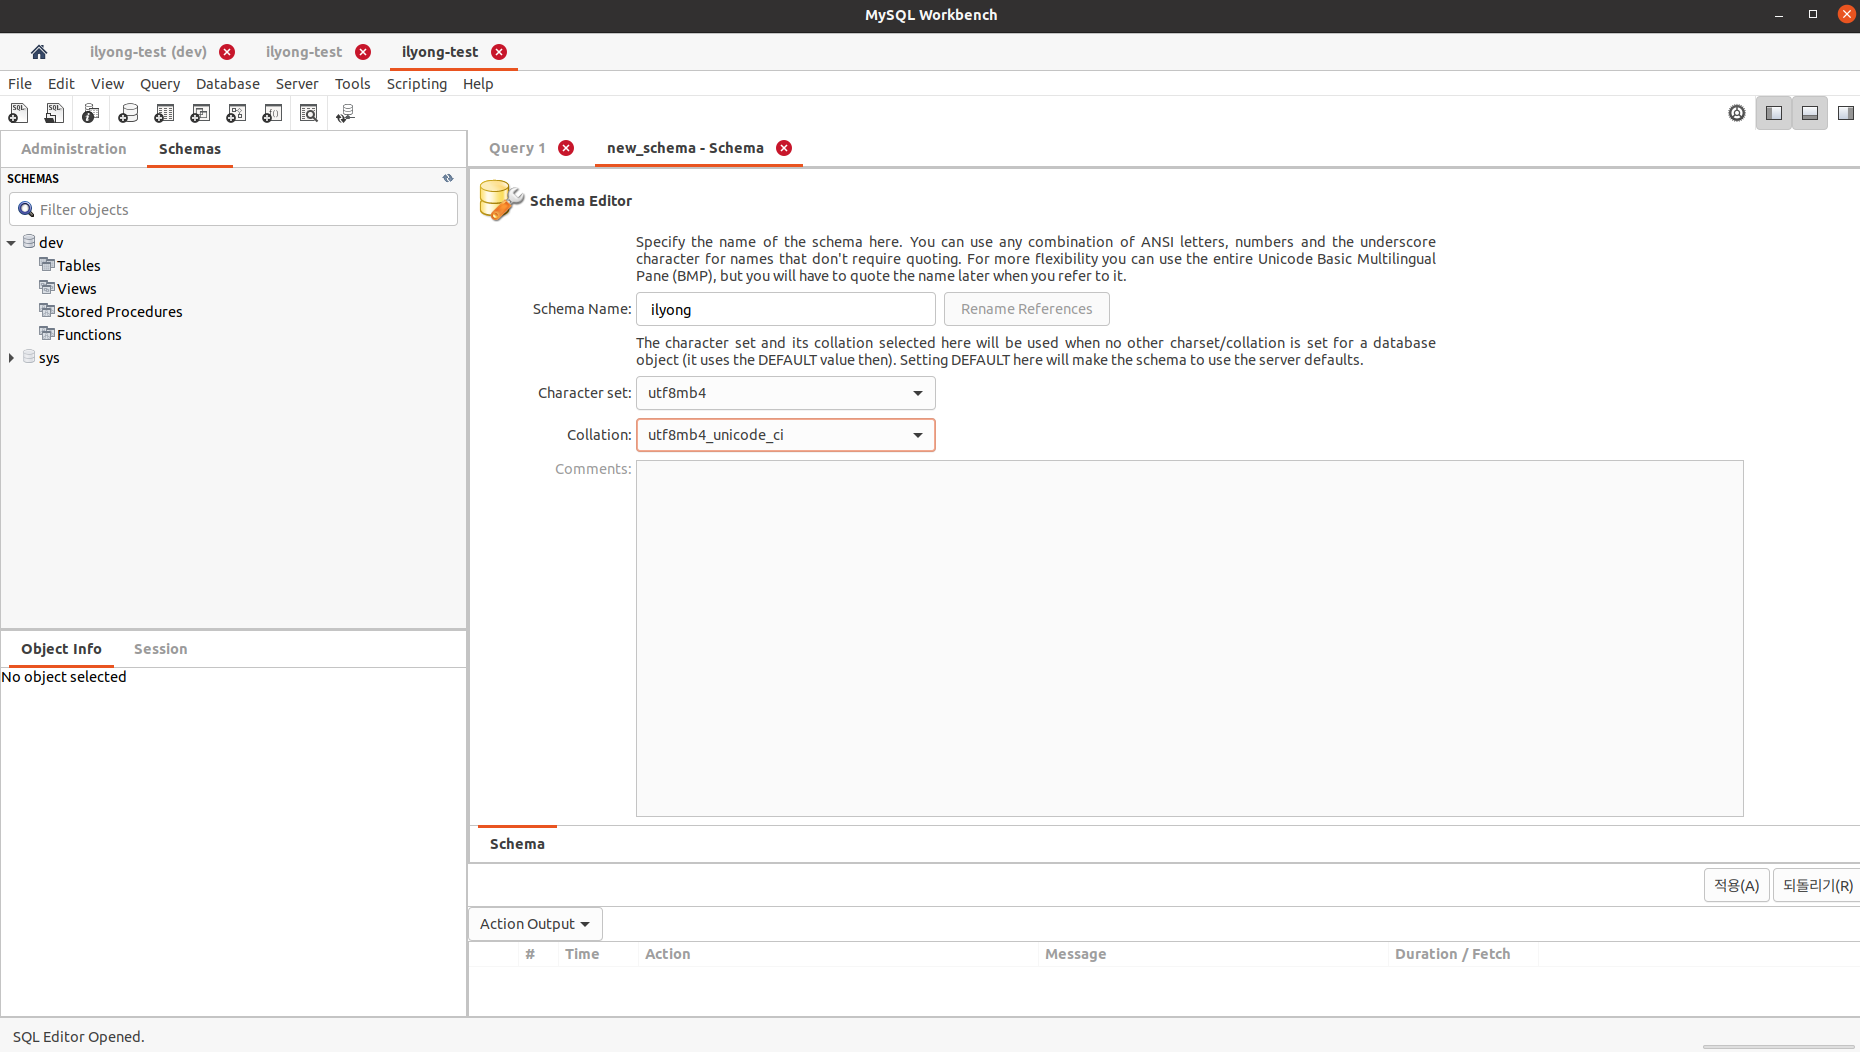 MySQL Workbench
ilyong-test (dev)
ilyong-test
ilyong-test
File Edit View Query Database Server Tools Scripting Help
Administration
Schemas
Query 1
new_schema - Schema
SCHEMAS
Filter objects
dev
Tables
Views
Stored Procedures
Functions
sys
Object Info
Session
No object selected
Schema Editor
Specify the name of the schema here. You can use any combination of ANSI letters, numbers and the underscore
character for names that don't require quoting. For more flexibility you can use the entire Unicode Basic Multilingual
Pane (BMP), but you will have to quote the name later when you refer to it.
Schema Name: ilyong Rename References
The character set and its collation selected here will be used when no other charset/collation is set for a database
object (it uses the DEFAULT value then). Setting DEFAULT here will make the schema to use the server defaults.
Character set: utf8mb4
Collation: utf8mb4_unicode_ci
Comments:
Schema
적용(A) 되돌리기(R)
Action Output
# Time Action Message Duration / Fetch
SQL Editor Opened.